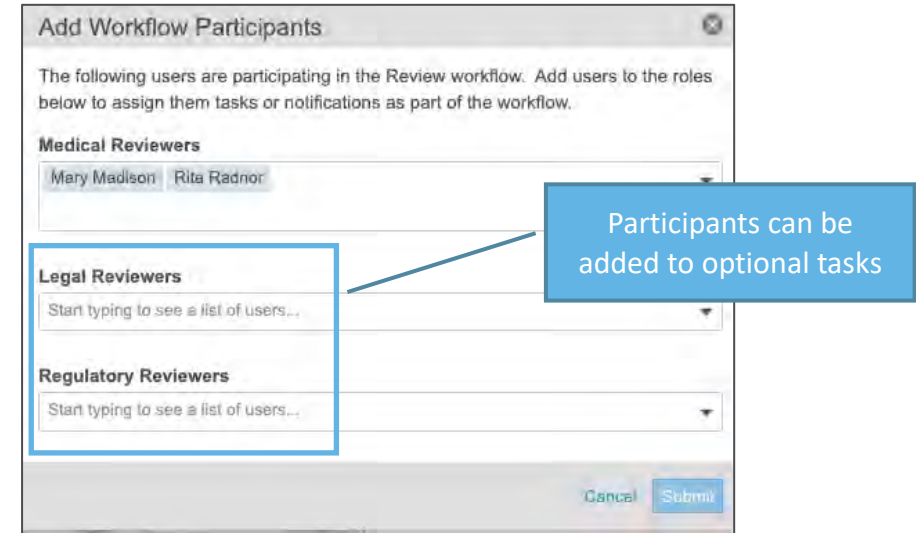 Add Workflow Participants
The following users are participating in the Review workflow. Add users to the roles
below to assign them tasks or notifications as part of the workflow.
Medical Reviewers
Mary Madison Rita Radnor
Participants can be
added to optional tasks
Legal Reviewers
Start typing to see a list of users...
Regulatory Reviewers
Start typing to see a list of users...
Cancel Submit